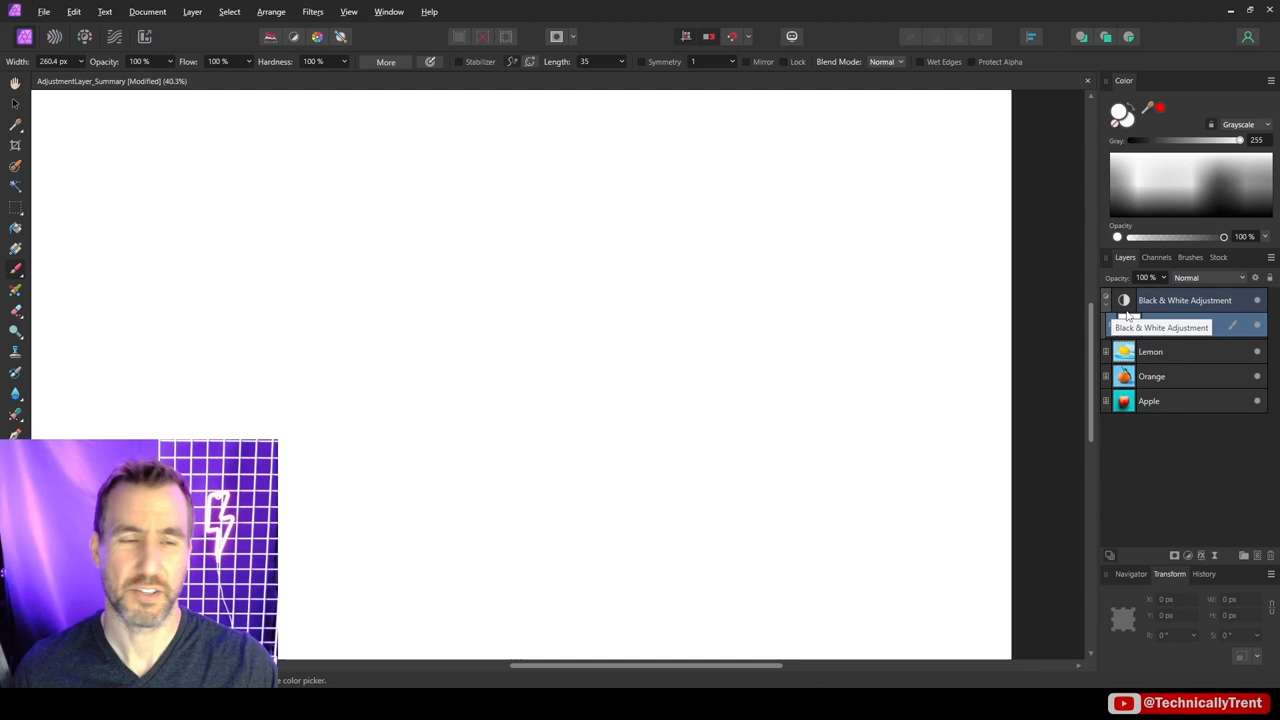 File Edit Text Document Layer Select Arrange Filters View Window Help
Width: 260.4 px Opacity: 100 % Flow: 100 % Hardness: 100 % More Stabilizer Length: 35 Symmetry 1 Mirror Lock Blend Mode: Normal Wet Edges Protect Alpha
AdjustmentLayer_Summary [Modified] (40.3%)
Color
Grayscale
Gray: 255
Opacity
100 %
Layers Channels Brushes Stock
Opacity: 100 % Normal
Black & White Adjustment
Black & White Adjustment
Lemon
Orange
Apple
Navigator Transform History
X: 0 px W: 0 px
Y: 0 px H: 0 px
R: 0 ° S: 0 °
e color picker.
@TechnicallyTrent